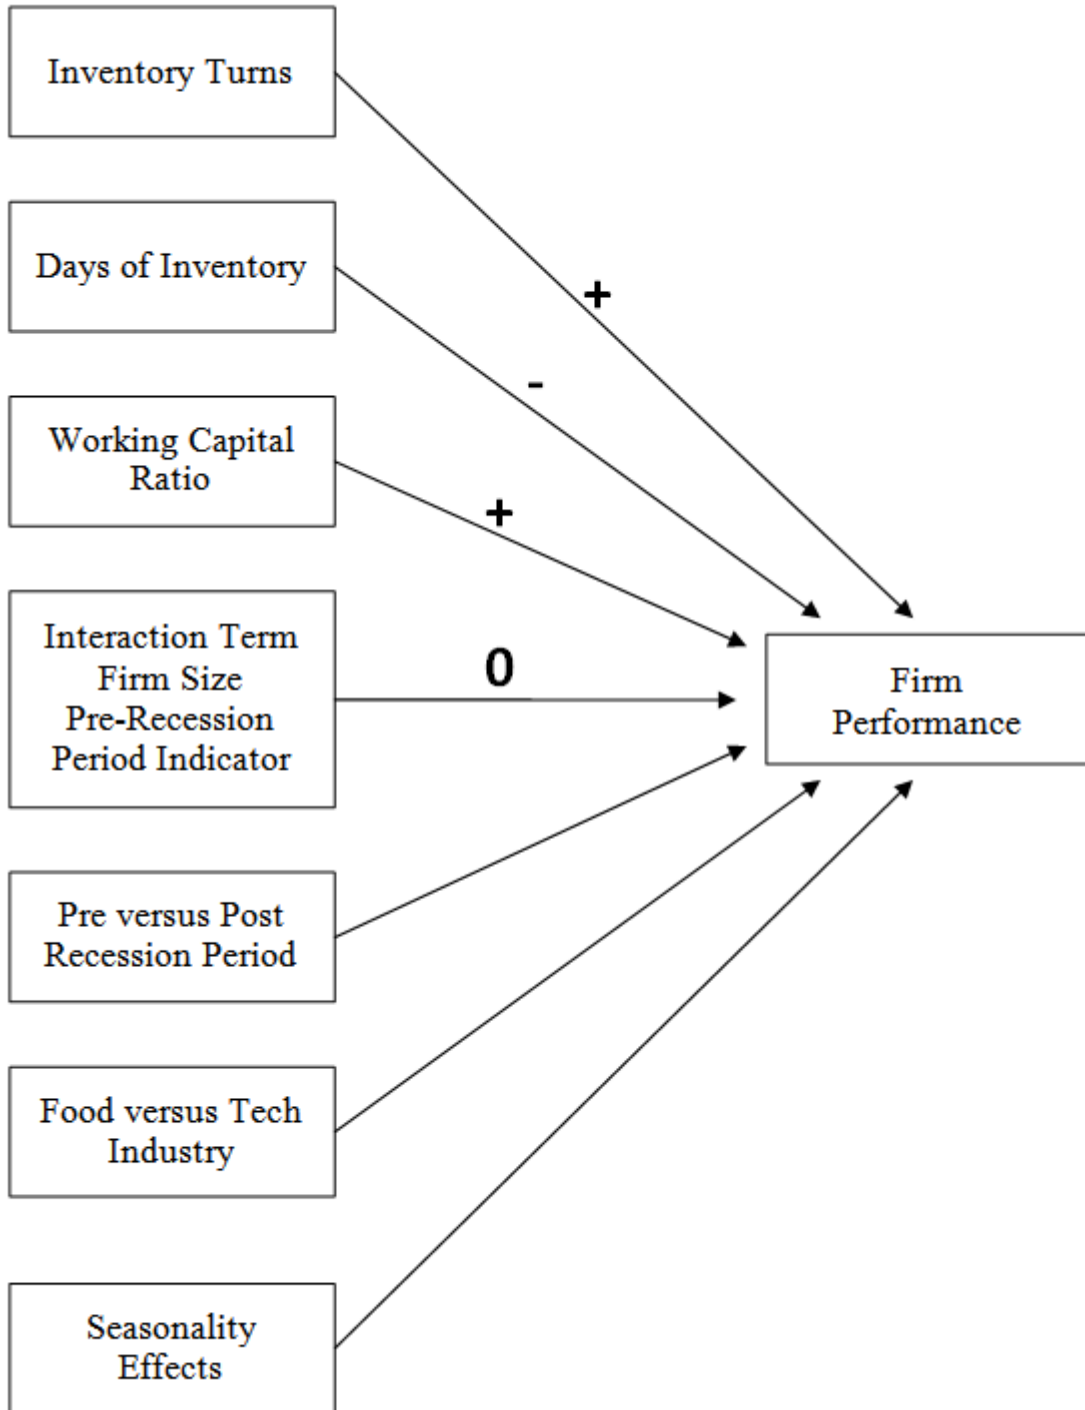 Inventory Turns
Days of Inventory
+
-
Working Capital
Ratio
+
Interaction Term
Firm Size
Pre-Recession
Period Indicator
0
Firm
Performance
Pre versus Post
Recession Period
Food versus Tech
Industry
Seasonality
Effects